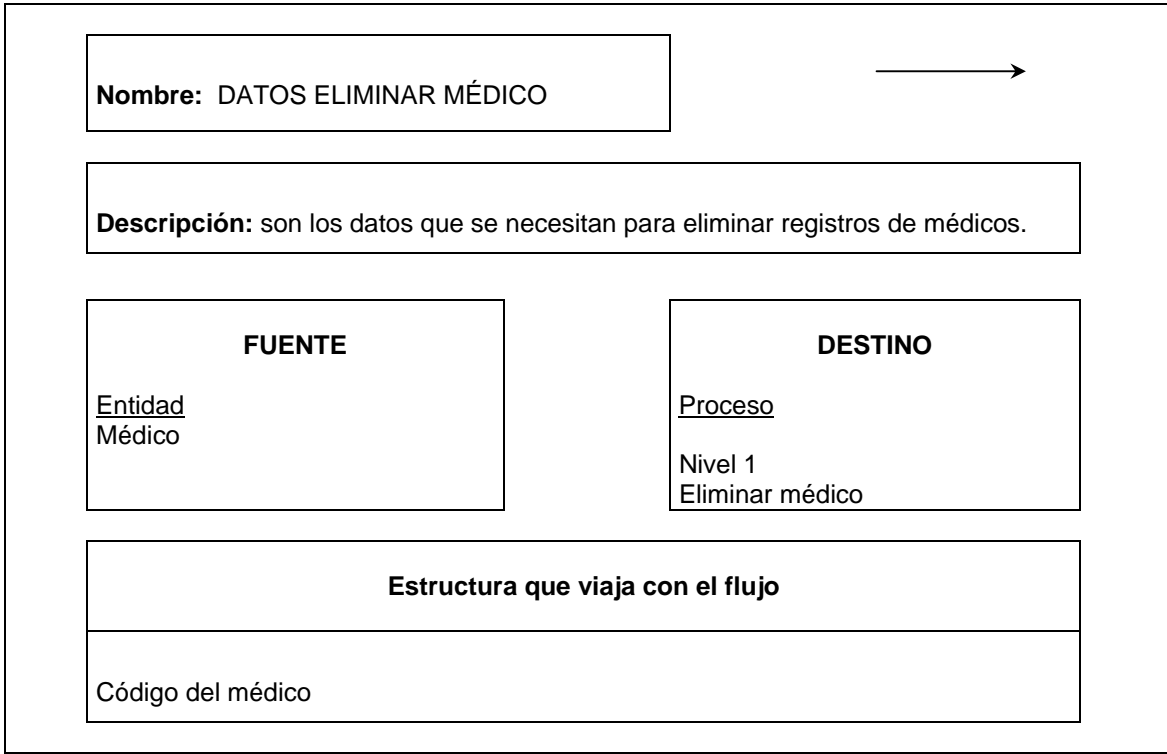 Nombre: DATOS ELIMINAR MÉDICO
Descripción: son los datos que se necesitan para eliminar registros de médicos.
FUENTE
Entidad
Médico
DESTINO
Proceso
Nivel 1
Eliminar médico
Estructura que viaja con el flujo
Código del médico